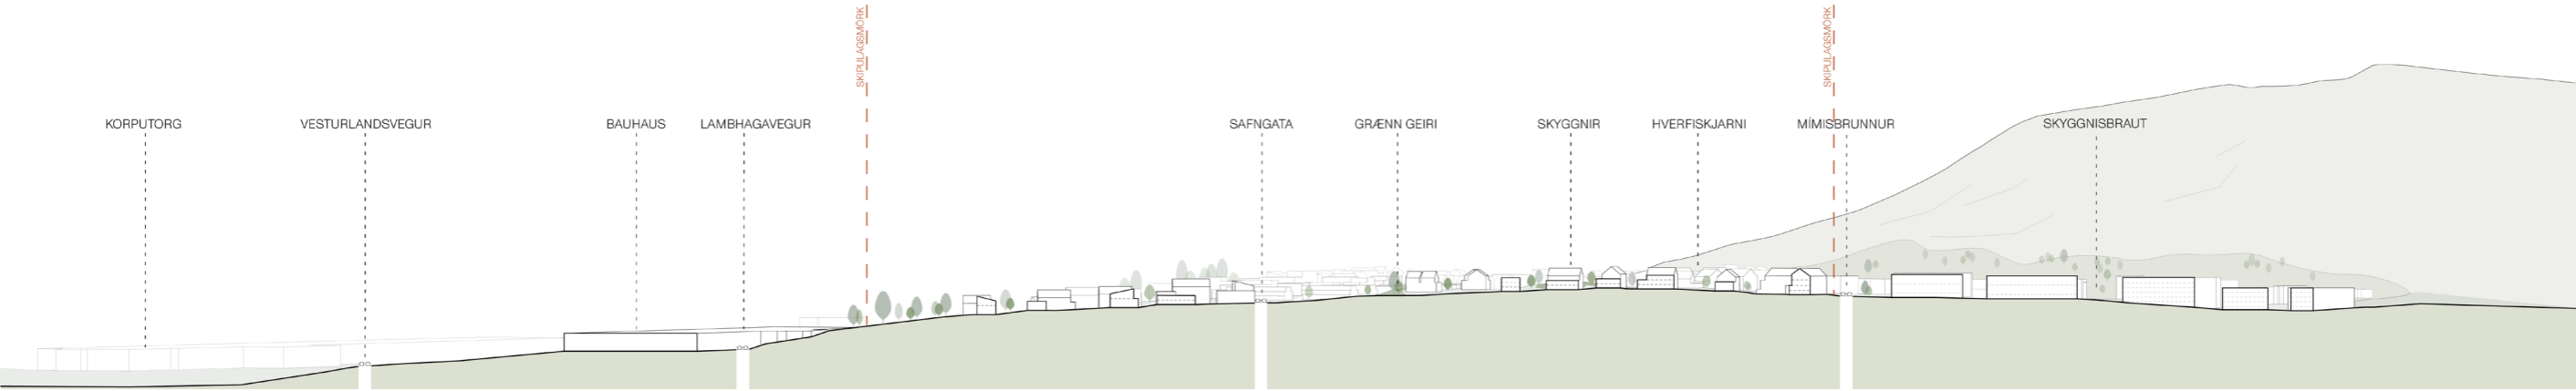 SKIPULAGSMÖRK
SKIPULAGSMÖRK
KORPUTORG
VESTURLANDSVEGUR
BAUHAUS
LAMBHAGAVEGUR
SAFNGATA
GRÆNN GEIRI
SKYGGNIR
HVERFISKJARNI
MÍMISBRUNNUR
SKYGGNISBRAUT